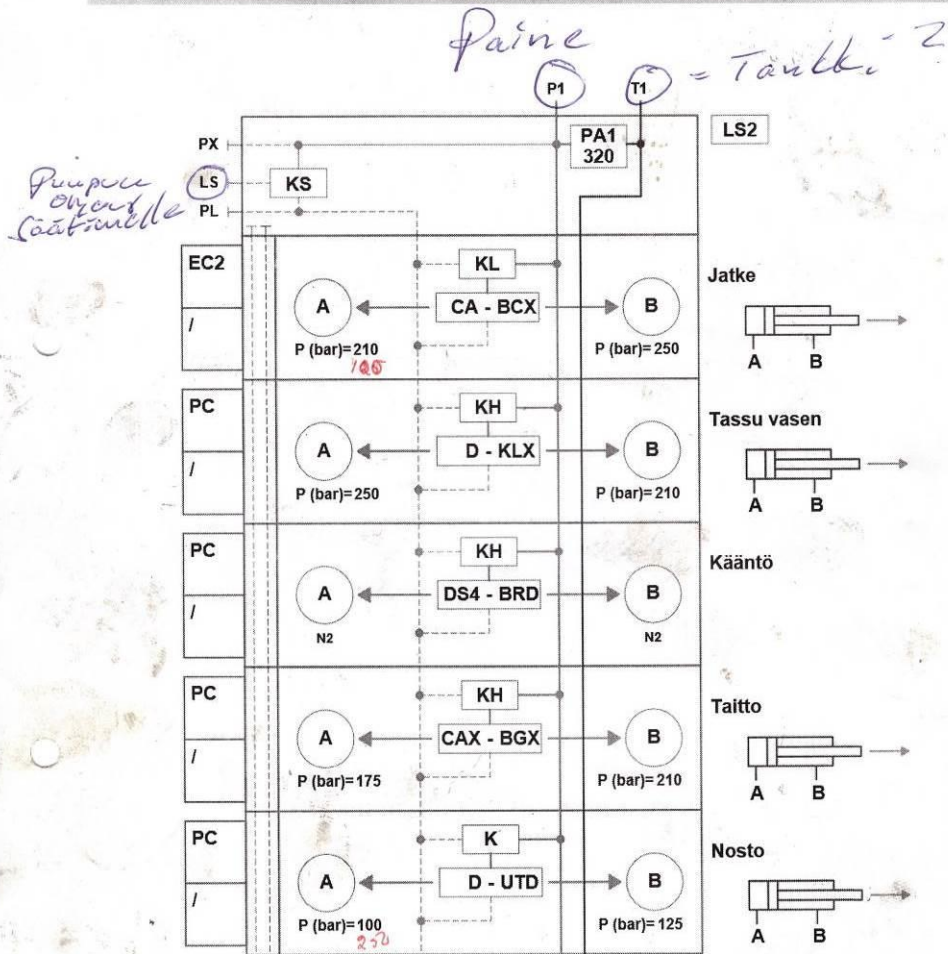 Paine
P1 T1 = Tankki - 2
PA1
320
LS2
PX
LS KS
PL
säätimelle
EC2
KL
Jatke
A CA - BCX B
/
P (bar)=210 P (bar)=250
A B
PC
KH
Tassu vasen
A D - KLX B
/
P (bar)=250 P (bar)=210
A B
PC
KH
Kääntö
A DS4 - BRD B
/
N2 N2
PC
KH
Taitto
A CAX - BGX B
/
P (bar)=175 P (bar)=210
A B
PC
K
Nosto
A D - UTD B
/
P (bar)=100 P (bar)=125
A B